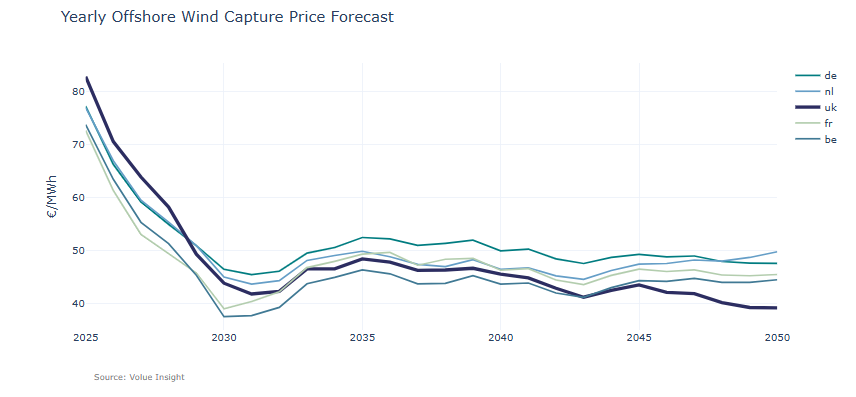 Yearly Offshore Wind Capture Price Forecast
de
nl
uk
fr
be
€/MWh
80
70
60
50
40
2025
2030
2035
2040
2045
2050
Source: Volue Insight